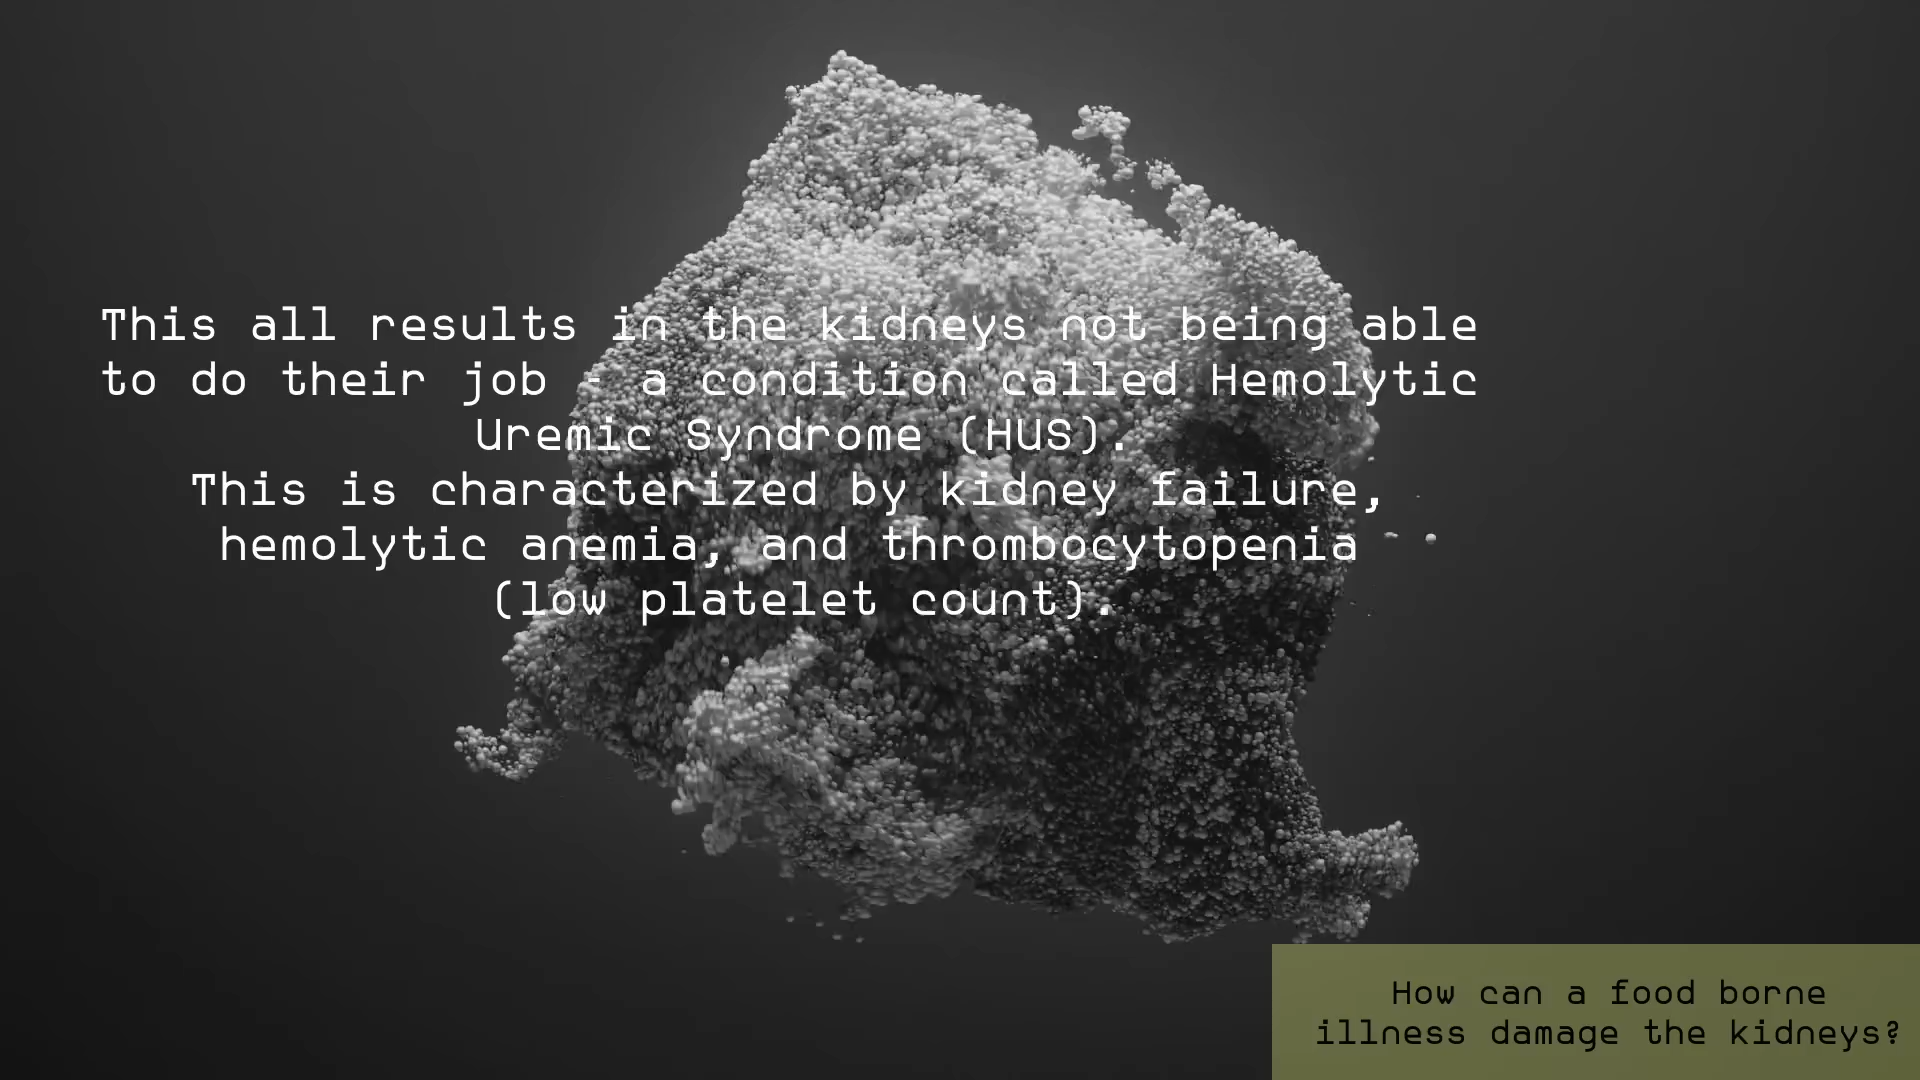 This all results in the kidneys not being able
to do their job - a condition called Hemolytic
Uremic Syndrome (HUS).
This is characterized by kidney failure,
hemolytic anemia, and thrombocytopenia
(low platelet count).
How can a food borne
illness damage the kidneys?